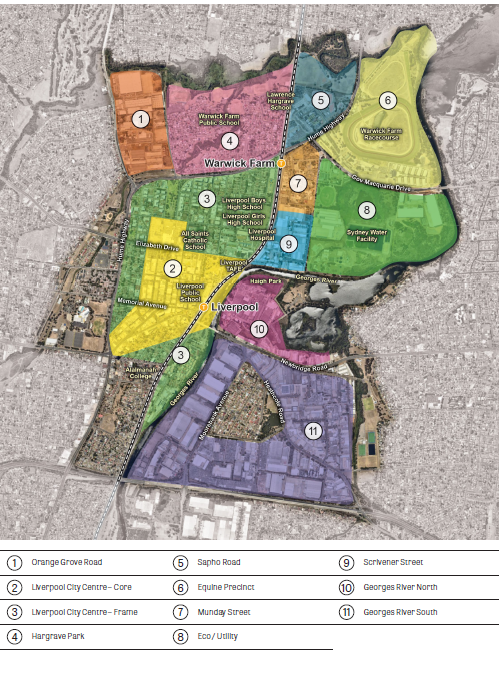 Lawrence
Hargrave
School
5
6
1
Warwick Farm
Public School
4
Hume Highway
Warwick Farm
Racecourse
Warwick Farm
7
Gov Macquarie Drive
3
Liverpool Boys
High School
Liverpool Girls
High School
8
Hume Highway
All Saints
Catholic
School
Liverpool
Hospital
9
Sydney Water
Facility
Elizabeth Drive
2
Liverpool
TAFE
Georges River
Haigh Park
Liverpool
Public
School
Memorial Avenue
Liverpool
10
3
Newbridge Road
Alamanah
College
Georges River
Moorebank Avenue
Heathcote Road
11
1 Orange Grove Road
2 Liverpool City Centre – Core
3 Liverpool City Centre – Frame
4 Hargrave Park
5 Sapho Road
6 Equine Precinct
7 Munday Street
8 Eco / Utility
9 Scrivener Street
10 Georges River North
11 Georges River South